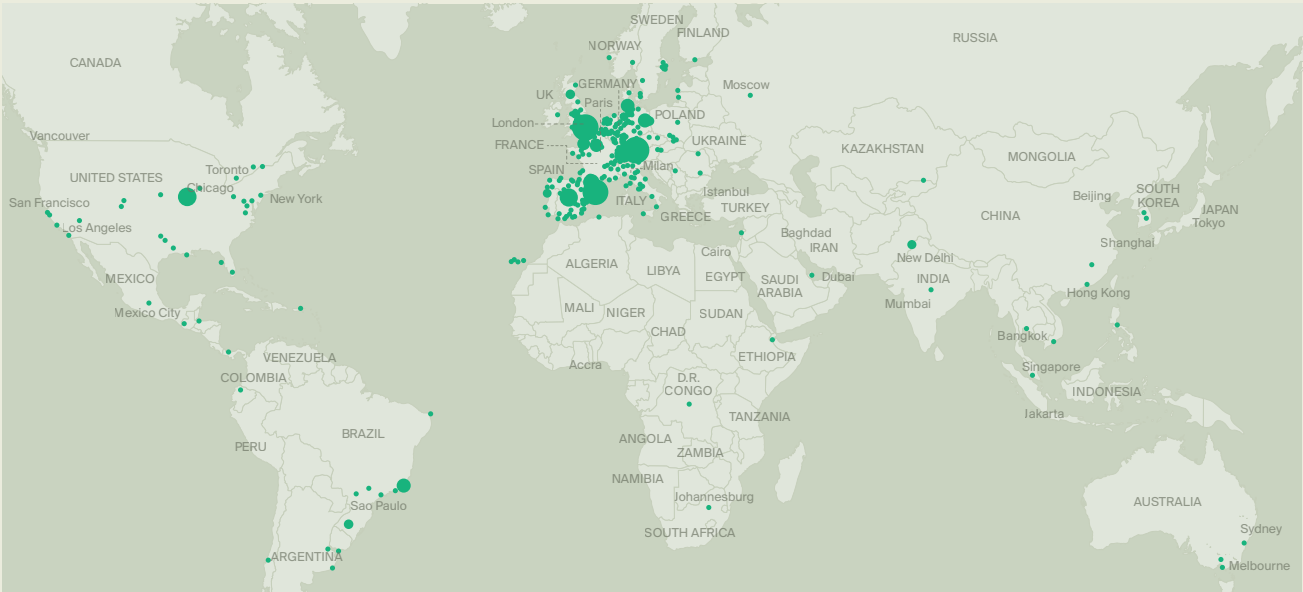 SWEDEN
FINLAND
NORWAY
RUSSIA
CANADA
GERMANY
Moscow
UK
Paris
POLAND
London
Vancouver
UKRAINE
FRANCE
KAZAKHSTAN
MONGOLIA
Milan
Toronto
SPAIN
UNITED STATES
Chicago
Istanbul
Beijing
SOUTH
KOREA
New York
San Francisco
ITALY
TURKEY
JAPAN
GREECE
CHINA
Tokyo
Los Angeles
Baghdad
Shanghai
IRAN
Cairo
New Delhi
ALGERIA
LIBYA
EGYPT
SAUDI
ARABIA
Dubai
INDIA
MEXICO
Hong Kong
Mumbai
MALI
NIGER
SUDAN
Mexico City
CHAD
Bangkok
VENEZUELA
ETHIOPIA
Accra
Singapore
COLOMBIA
D.R.
CONGO
INDONESIA
Jakarta
TANZANIA
BRAZIL
ANGOLA
PERU
ZAMBIA
NAMIBIA
Johannesburg
AUSTRALIA
Sao Paulo
SOUTH AFRICA
Sydney
ARGENTINA
Melbourne